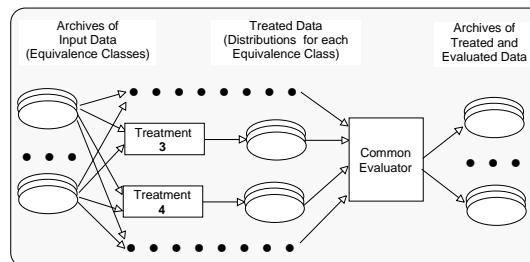 Archives of
Input Data
(Equivalence Classes)
Treated Data
(Distributions for each
Equivalence Class)
Archives of
Treated and
Evaluated Data
Treatment
3
Treatment
4
Common
Evaluator